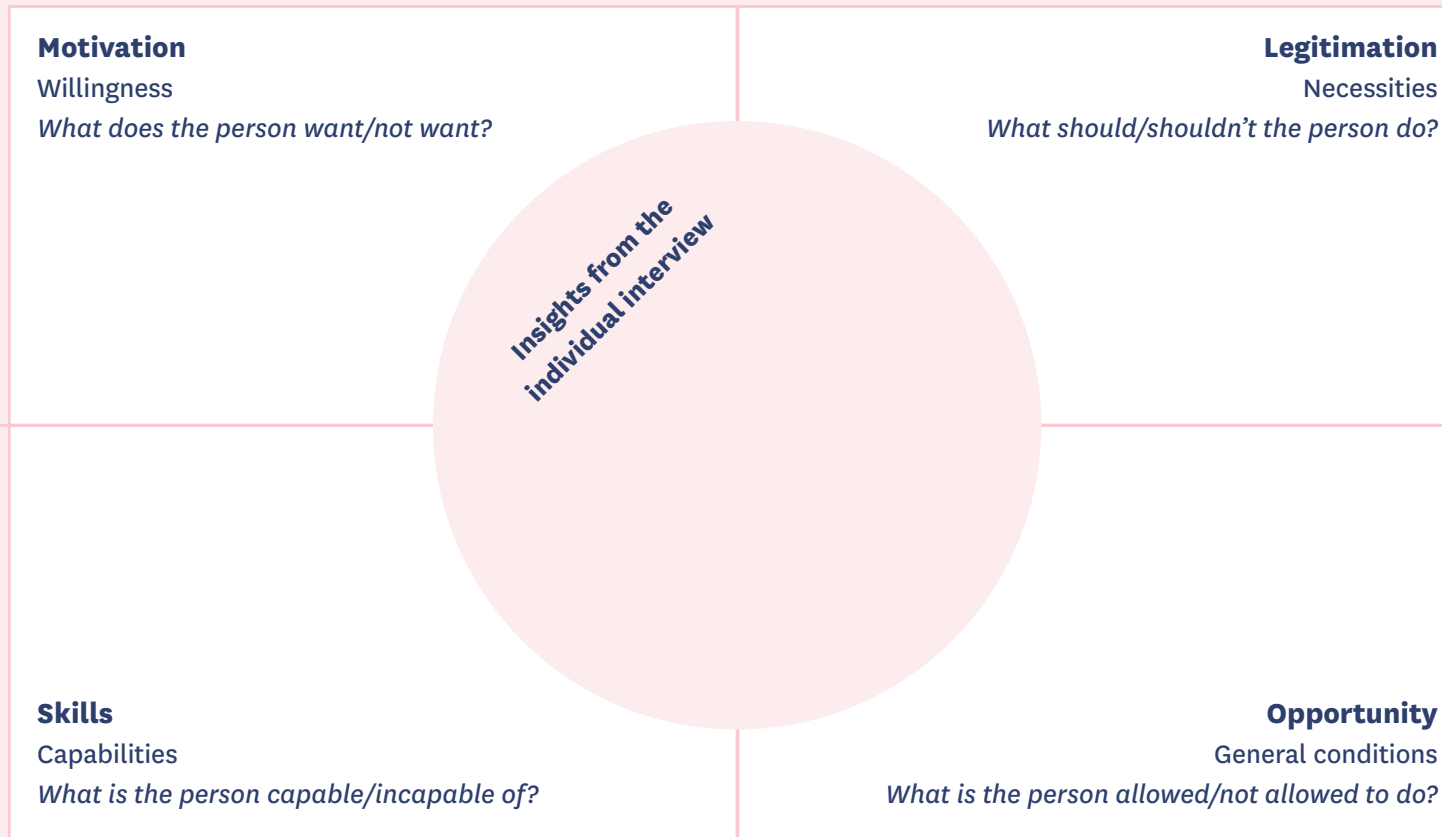 Motivation
Willingness
What does the person want/not want?
Legitimation
Necessities
What should/shouldn’t the person do?
Insights from the
individual interview
Skills
Capabilities
What is the person capable/incapable of?
Opportunity
General conditions
What is the person allowed/not allowed to do?